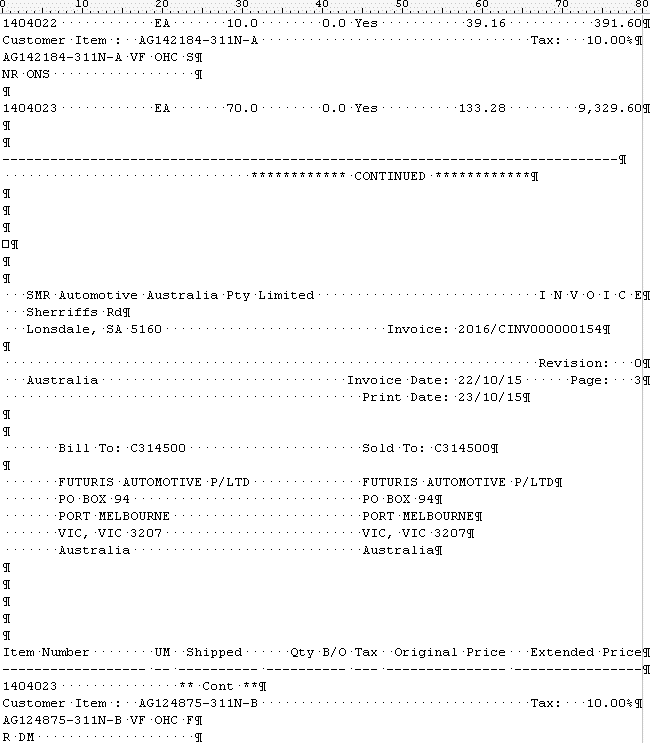 0 10 20 30 40 50 60 70 80
1404022 EA 10.0 0.0 Yes 39.16 391.60¶
Customer Item : AG142184-311N-A Tax: 10.00%¶
AG142184-311N-A VF OHC S¶
NR ONS ¶
¶
1404023 EA 70.0 0.0 Yes 133.28 9,329.60¶
¶
¶
-----------------------------------------------------------------------------¶
************ CONTINUED ************¶
¶
¶
¶
□¶
¶
¶
SMR Automotive Australia Pty Limited I N V O I C E¶
Sherriffs Rd¶
Lonsdale, SA 5160 Invoice: 2016/CINV000000154¶
¶
Revision: 0¶
Australia Invoice Date: 22/10/15 Page: 3¶
Print Date: 23/10/15¶
¶
¶
Bill To: C314500 Sold To: C314500¶
¶
FUTURIS AUTOMOTIVE P/LTD FUTURIS AUTOMOTIVE P/LTD¶
PO BOX 94 PO BOX 94¶
PORT MELBOURNE PORT MELBOURNE¶
VIC, VIC 3207 VIC, VIC 3207¶
Australia Australia¶
¶
¶
¶
¶
¶
Item Number UM Shipped Qty B/O Tax Original Price Extended Price¶
------------------ -- --------- --------- --- -------------- ---------------¶
1404023 ** Cont **¶
Customer Item : AG124875-311N-B Tax: 10.00%¶
AG124875-311N-B VF OHC F¶
R DM ¶